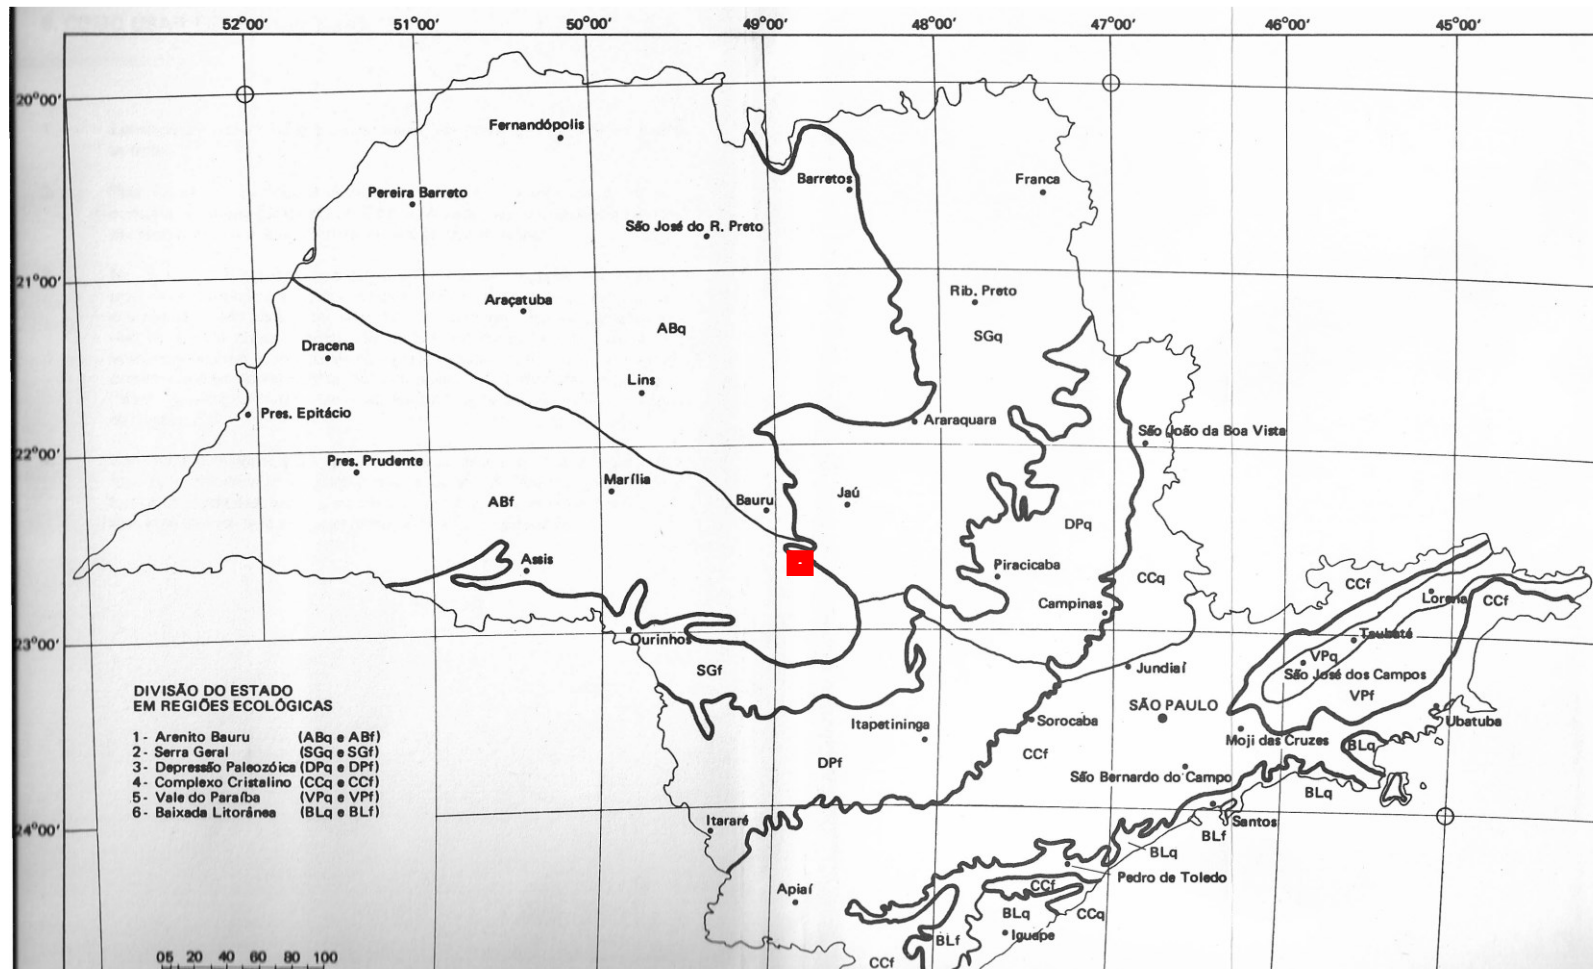 52°00' 51°00' 50°00' 49°00' 48°00' 47°00' 46°00' 45°00'
20°00'
Fernandópolis
Pereira Barreto
Barretos
Franca
São José do R. Preto
21°00'
Araçatuba
Rib. Preto
ABq
SGq
Dracena
Lins
Pres. Epitácio
Araraquara
São João da Boa Vista
22°00'
Pres. Prudente
Marília
Bauru
Jaú
ABf
DPq
Assis
Piracicaba
CCq
CCf
Lorena
CCf
Campinas
23°00'
Ourinhos
Taubaté
VPq
Jundiaí
São José dos Campos
SGf
VPf
DIVISÃO DO ESTADO
EM REGIÕES ECOLÓGICAS
SÃO PAULO
Itapetininga
Sorocaba
Ubatuba
1 - Arenito Bauru (ABq e ABf)
2 - Serra Geral (SGq e SGf)
3 - Depressão Paleozóica (DPq e DPf)
4 - Complexo Cristalino (CCq e CCf)
5 - Vale do Paraíba (VPq e VPf)
6 - Baixada Litorânea (BLq e BLf)
Moji das Cruzes
BLq
CCf
DPf
São Bernardo do Campo
BLq
24°00'
Itararé
Santos
BLf
BLq
Pedro de Toledo
Apiaí
CCf
BLq
CCq
Iguape
BLf
CCf
05 20 40 60 80 100